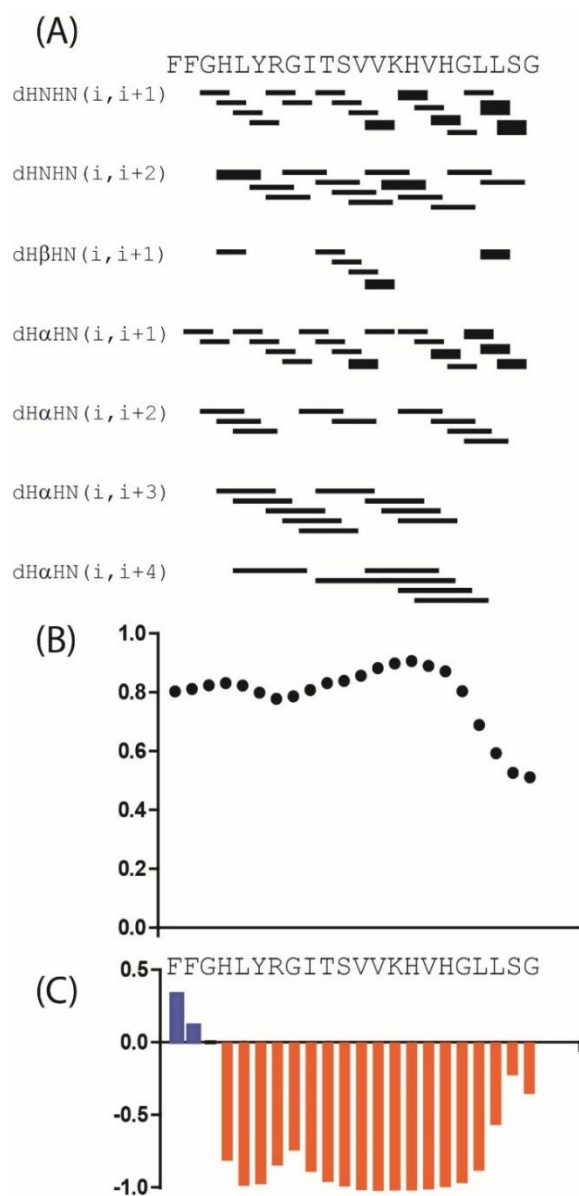 (A)
FFGHLYRGITSVVKHVHGLLSG
dHNHN(i,i+1)
dHNHN(i,i+2)
dHβHN(i,i+1)
dHαHN(i,i+1)
dHαHN(i,i+2)
dHαHN(i,i+3)
dHαHN(i,i+4)
(B)
1.0
0.8
0.6
0.4
0.2
0.0
FFGHLYRGITSVVKHVHGLLSG
(C)
0.5
0.0
-0.5
-1.0